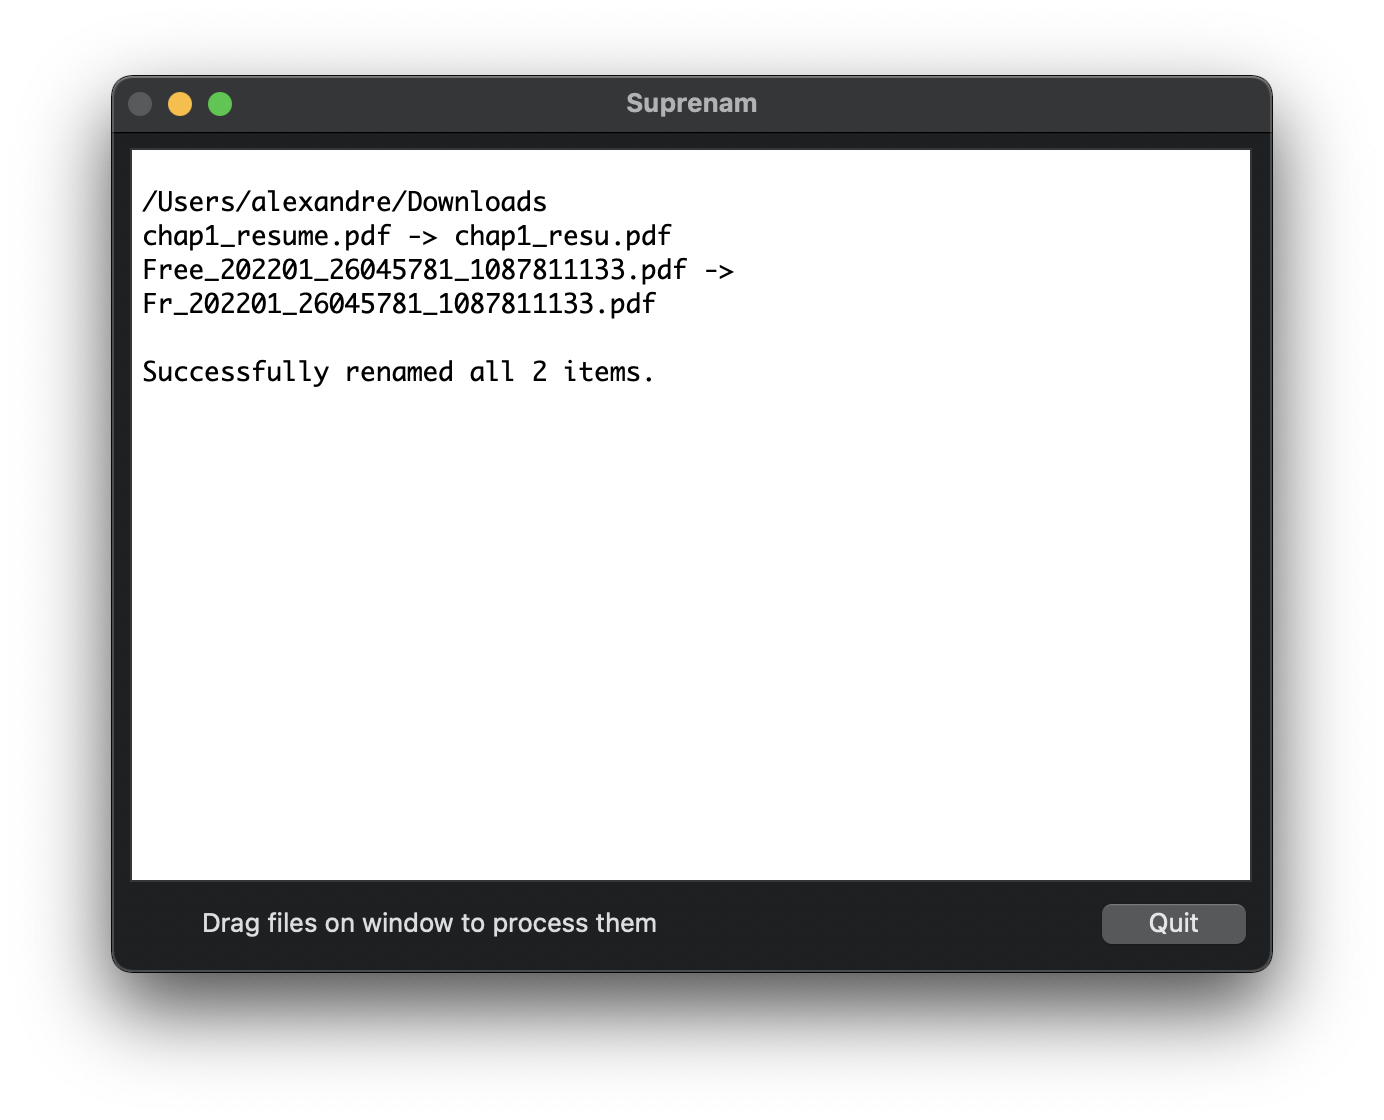 Suprenam
/Users/alexandre/Downloads
chap1_resume.pdf -> chap1_resu.pdf
Free_202201_26045781_1087811133.pdf ->
Fr_202201_26045781_1087811133.pdf
Successfully renamed all 2 items.
Drag files on window to process them
Quit